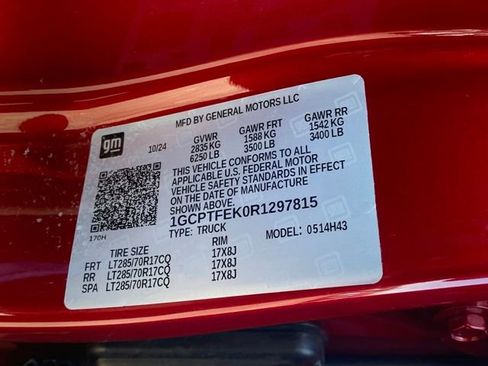 MFD BY GENERAL MOTORS LLC
gm
10/24
GVWR GAWR FRT GAWR RR
2835 KG 1588 KG 1542 KG
6250 LB 3500 LB 3400 LB
THIS VEHICLE CONFORMS TO ALL
APPLICABLE U.S. FEDERAL MOTOR
VEHICLE SAFETY STANDARDS IN EFFECT
ON THE DATE OF MANUFACTURE
SHOWN ABOVE.
1GCPTFEK0R1297815
170H
TYPE: TRUCK MODEL: 0514H43
TIRE SIZE RIM
FRT LT285/70R17CQ 17X8J
RR LT285/70R17CQ 17X8J
SPA LT285/70R17CQ 17X8J